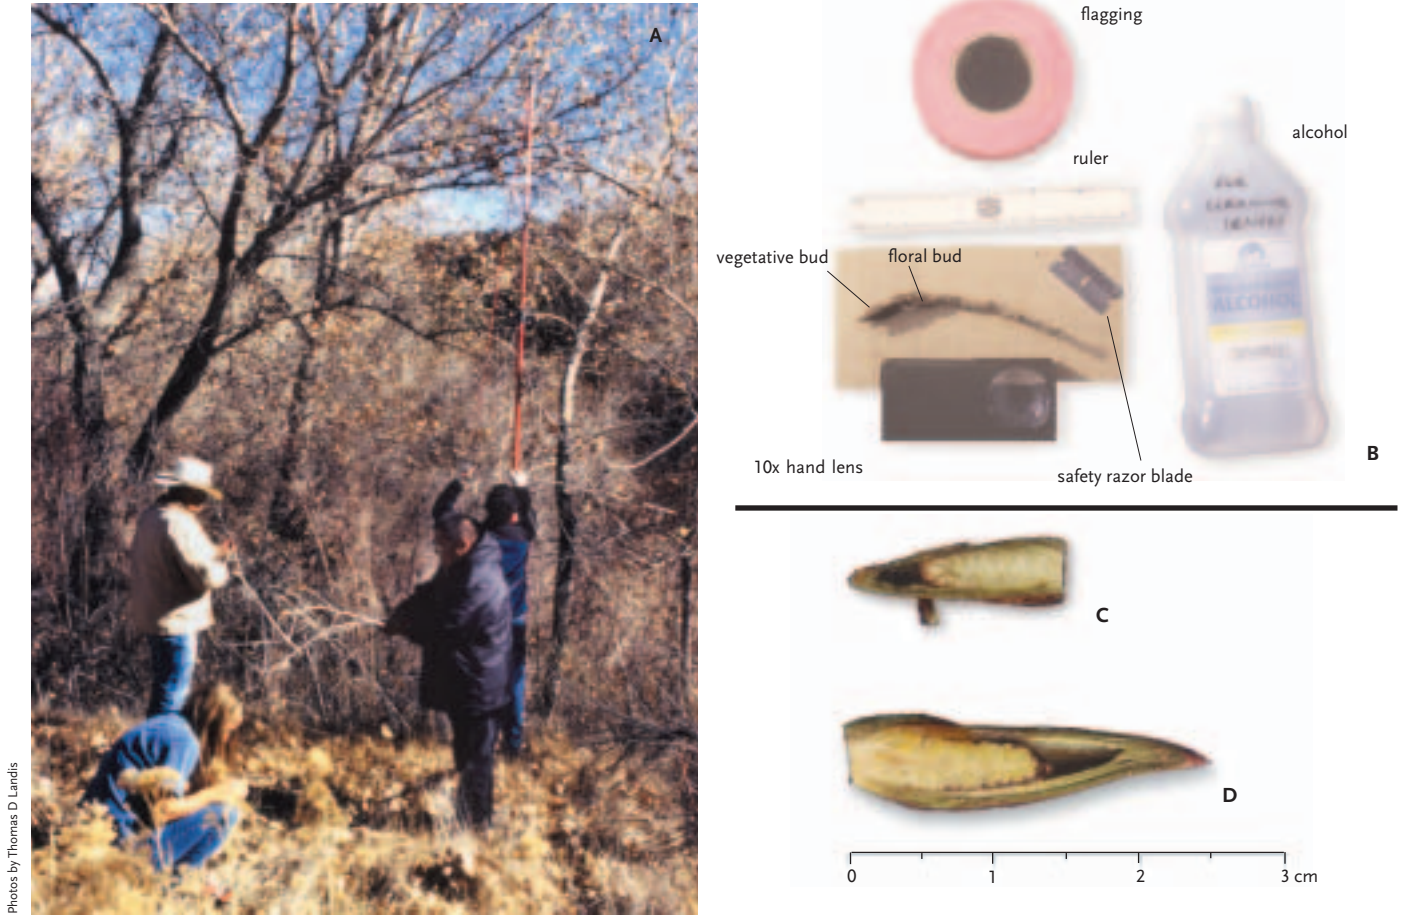 A
Photos by Thomas D Landis
flagging
alcohol
ruler
vegetative bud
floral bud
ALCOHOL
10x hand lens
safety razor blade
B
C
D
0 1 2 3 cm